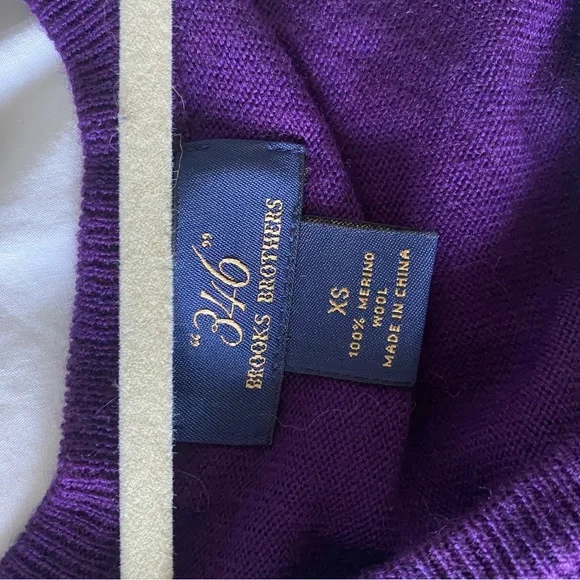 "346"
BROOKS BROTHERS
XS
100% MERINO
WOOL
MADE IN CHINA